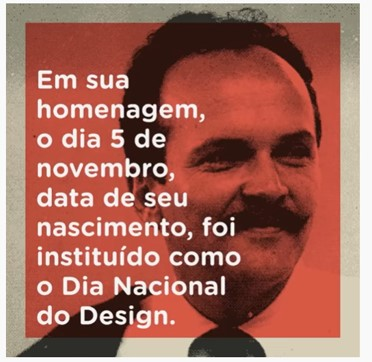 Em sua
homenagem,
o dia 5 de
novembro,
data de seu
nascimento, foi
instituído como
o Dia Nacional
do Design.